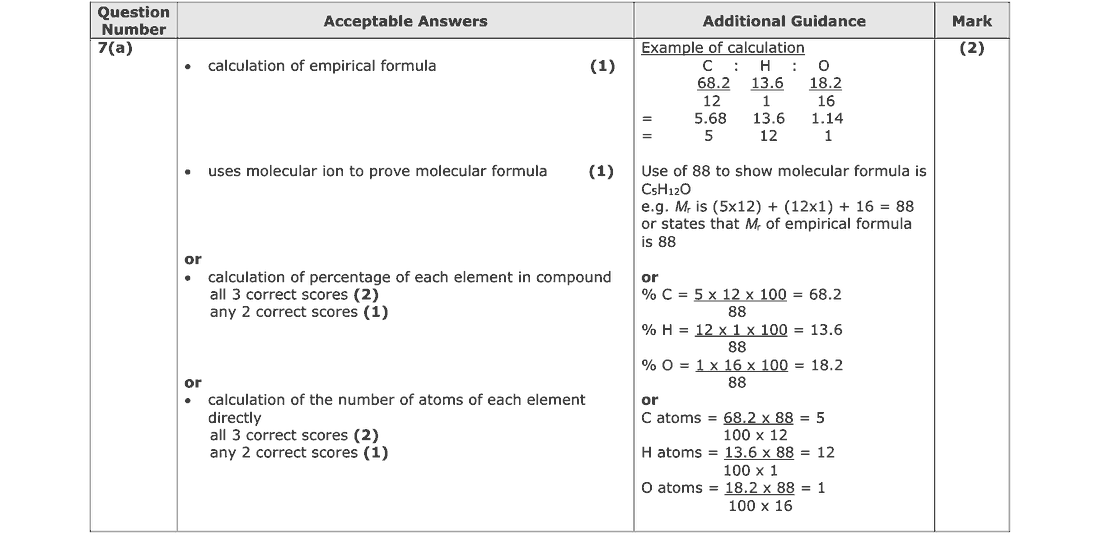 Question Number
Acceptable Answers
Additional Guidance
Mark
7(a)
• calculation of empirical formula (1)
• uses molecular ion to prove molecular formula (1)
or
• calculation of percentage of each element in compound
all 3 correct scores (2)
any 2 correct scores (1)
or
• calculation of the number of atoms of each element
directly
all 3 correct scores (2)
any 2 correct scores (1)
Example of calculation
C : H : O
68.2 13.6 18.2
12 1 16
= 5.68 13.6 1.14
= 5 12 1
Use of 88 to show molecular formula is
C₅H₁₂O
e.g. Mᵣ is (5x12) + (12x1) + 16 = 88
or states that Mᵣ of empirical formula
is 88
or
% C = 5 x 12 x 100 = 68.2
88
% H = 12 x 1 x 100 = 13.6
88
% O = 1 x 16 x 100 = 18.2
88
or
C atoms = 68.2 x 88 = 5
100 x 12
H atoms = 13.6 x 88 = 12
100 x 1
O atoms = 18.2 x 88 = 1
100 x 16
(2)